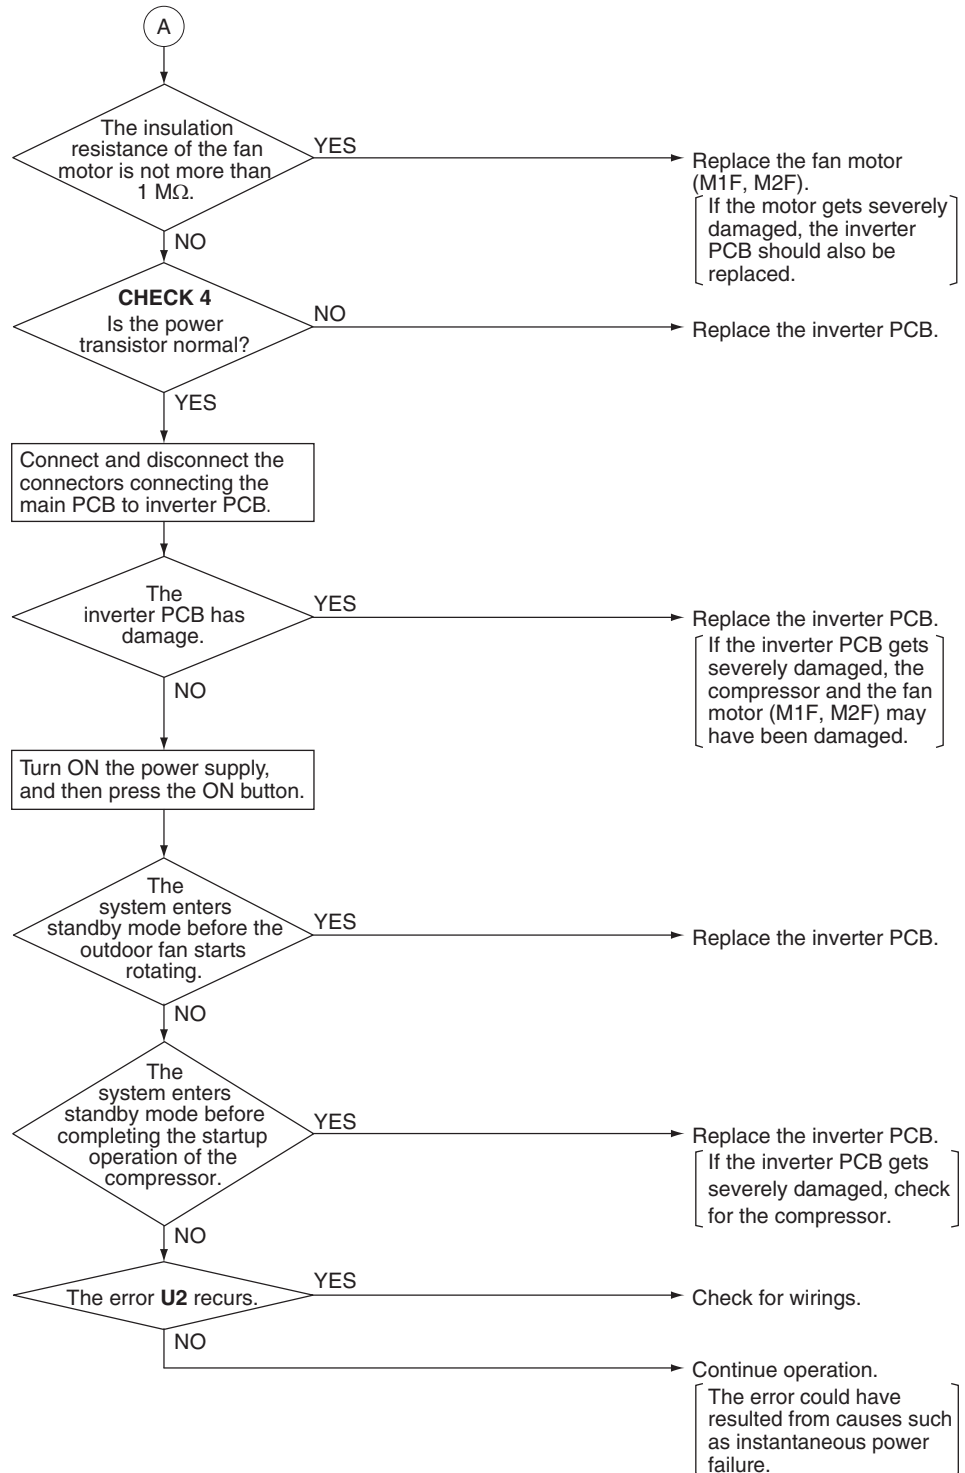 A
The insulation
resistance of the fan
motor is not more than
1 MΩ.
YES
Replace the fan motor
(M1F, M2F).
If the motor gets severely
damaged, the inverter
PCB should also be
replaced.
NO
CHECK 4
Is the power
transistor normal?
NO
Replace the inverter PCB.
YES
Connect and disconnect the
connectors connecting the
main PCB to inverter PCB.
The
inverter PCB has
damage.
YES
Replace the inverter PCB.
If the inverter PCB gets
severely damaged, the
compressor and the fan
motor (M1F, M2F) may
have been damaged.
NO
Turn ON the power supply,
and then press the ON button.
The
system enters
standby mode before the
outdoor fan starts
rotating.
YES
Replace the inverter PCB.
NO
The
system enters
standby mode before
completing the startup
operation of the
compressor.
YES
Replace the inverter PCB.
If the inverter PCB gets
severely damaged, check
for the compressor.
NO
The error U2 recurs.
YES
Check for wirings.
NO
Continue operation.
The error could have
resulted from causes such
as instantaneous power
failure.